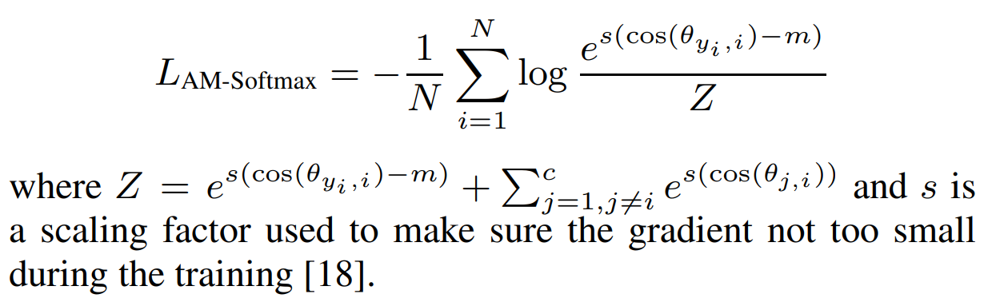 L_{AM-Softmax} = -\frac{1}{N} \sum_{i=1}^{N} \log \frac{e^{s(\cos(\theta_{y_i,i})-m)}}{Z}
where Z = e^{s(\cos(\theta_{y_i,i})-m)} + \sum_{j=1,j\neq i}^{c} e^{s(\cos(\theta_{j,i}))} and s is
a scaling factor used to make sure the gradient not too small
during the training [18].